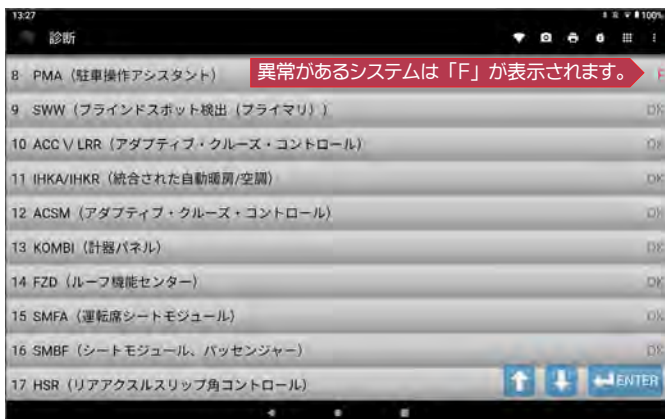 13:27
100%
診断
8 PMA（駐車操作アシスタント）
異常があるシステムは「F」が表示されます。
F
9 SWW（ブラインドスポット検出（プライマリ））
OK
10 ACC \/ LRR（アダプティブ・クルーズ・コントロール）
OK
11 IHKA/IHKR（統合された自動暖房/空調）
OK
12 ACSM（アダプティブ・クルーズ・コントロール）
OK
13 KOMBI（計器パネル）
OK
14 FZD（ルーフ機能センター）
OK
15 SMFA（運転席シートモジュール）
OK
16 SMBF（シートモジュール、パッセンジャー）
OK
17 HSR（リアアクスルスリップ角コントロール）
ENTER